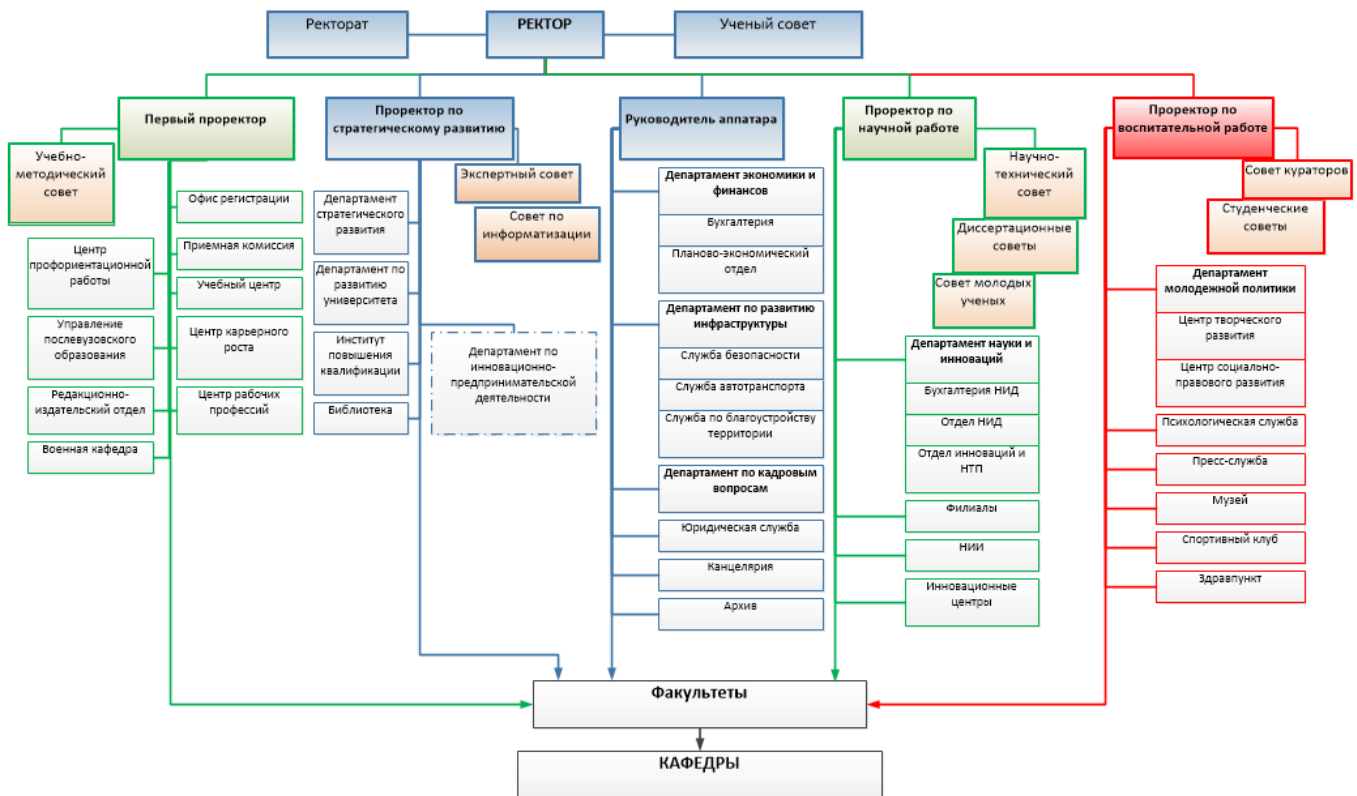 Ректорат
РЕКТОР
Ученый совет
Первый проректор
Учебно-
методический
совет
Офис регистрации
Центр
профориентационной
работы
Приемная комиссия
Учебный центр
Управление
послевузовского
образования
Центр карьерного
роста
Редакционно-
издательский отдел
Центр рабочих
профессий
Военная кафедра
Проректор по
стратегическому развитию
Экспертный совет
Совет по
информатизации
Департамент
стратегического
развития
Департамент по
развитию
университета
Институт
повышения
квалификации
Библиотека
Департамент по
инновационно-
предпринимательской
деятельности
Руководитель аппатара
Департамент экономики и
финансов
Бухгалтерия
Планово-экономический
отдел
Департамент по развитию
инфраструктуры
Служба безопасности
Служба автотранспорта
Служба по благоустройству
территории
Департамент по кадровым
вопросам
Юридическая служба
Канцелярия
Архив
Проректор по
научной работе
Научно-
технический
совет
Диссертационные
советы
Совет молодых
ученых
Департамент науки и
инноваций
Бухгалтерия НИД
Отдел НИД
Отдел инноваций и
НТП
Филиалы
НИИ
Инновационные
центры
Проректор по
воспитательной работе
Совет кураторов
Студенческие
советы
Департамент
молодежной политики
Центр творческого
развития
Центр социально-
правового развития
Психологическая служба
Пресс-служба
Музей
Спортивный клуб
Здравпункт
Факультеты
КАФЕДРЫ